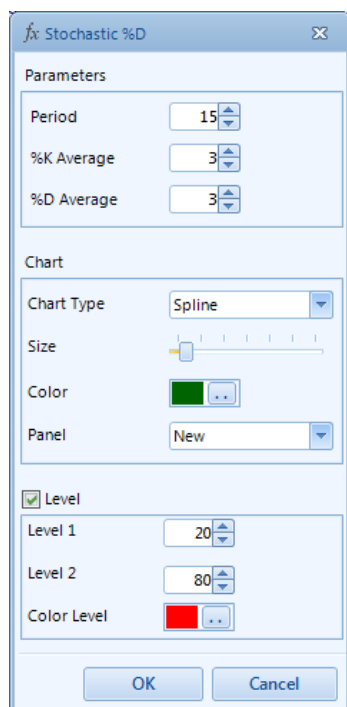 fx Stochastic %D
Parameters
Period 15
%K Average 3
%D Average 3
Chart
Chart Type Spline
Size
Color ..
Panel New
Level
Level 1 20
Level 2 80
Color Level ..
OK Cancel